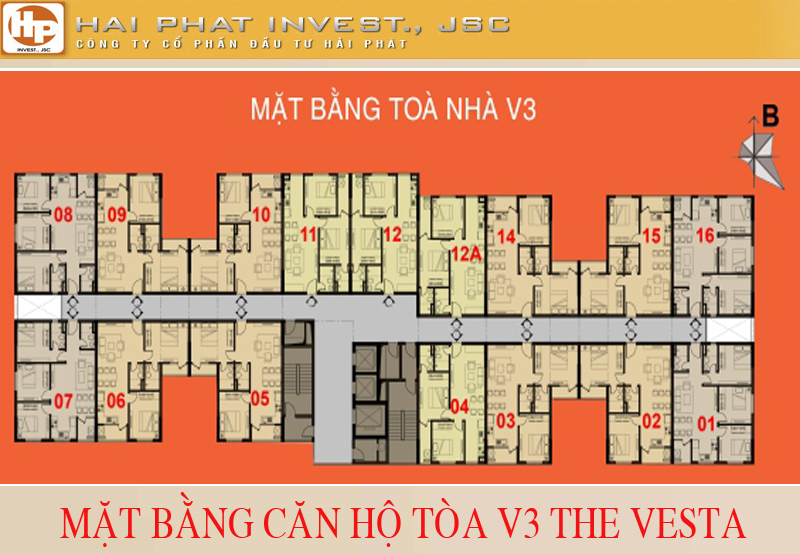 HP
INVEST., JSC
HAI PHAT INVEST., JSC
CÔNG TY CỔ PHẦN ĐẦU TƯ HẢI PHÁT
MẶT BẰNG TOÀ NHÀ V3
B
08 09 10 11 12 12A 14 15 16
07 06 05 04 03 02 01
MẶT BẰNG CĂN HỘ TÒA V3 THE VESTA